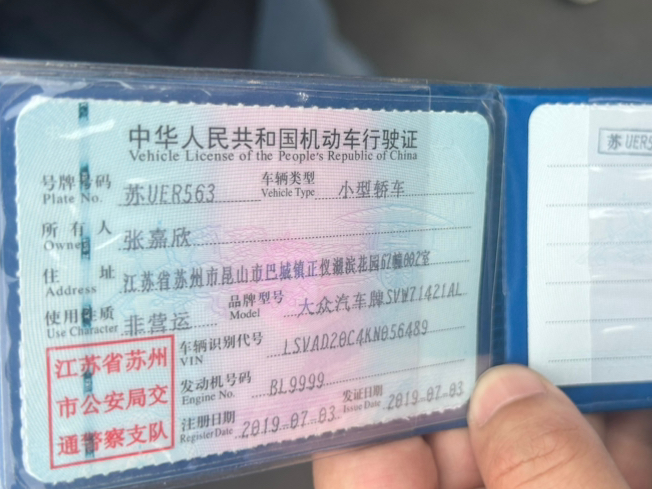 中华人民共和国机动车行驶证
Vehicle License of the People's Republic of China
号牌号码 苏UER563 车辆类型 小型轿车
Plate No. Vehicle Type
所有人 张嘉欣
Owner
住址 江苏省苏州市昆山市巴城镇正仪湖滨花园67幢602室
Address
使用性质 非营运 品牌型号 大众汽车牌SVW71421AL
Use Character Model
车辆识别代号 LSVAD20C4KN056489
VIN
发动机号码 BL9999
Engine No.
注册日期 2019-07-03 发证日期 2019-07-03
Register Date Issue Date
江苏省苏州
市公安局交
通警察支队
苏UER5